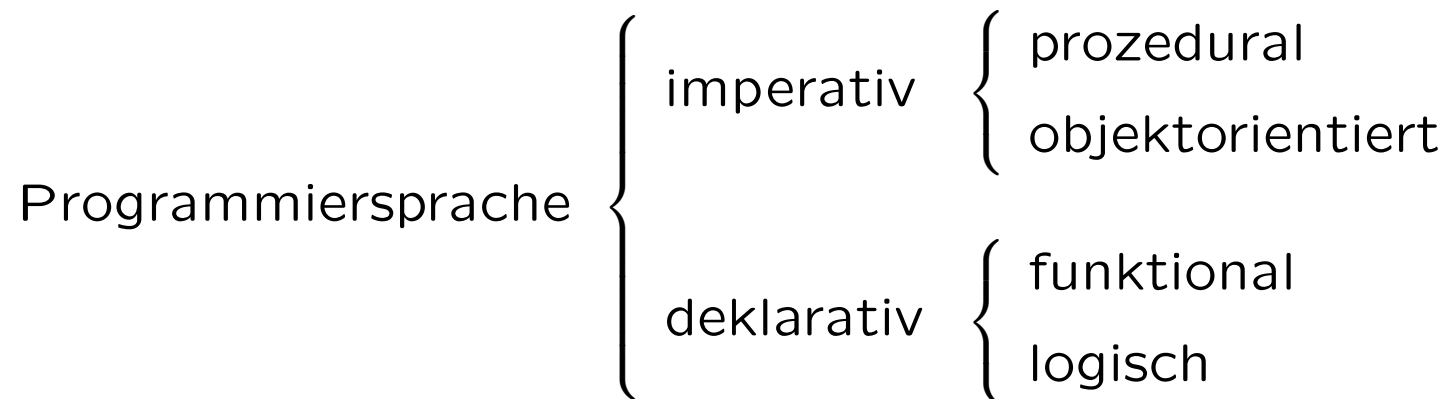 prozedural
imperativ
objektorientiert
Programmiersprache
funktional
deklarativ
logisch